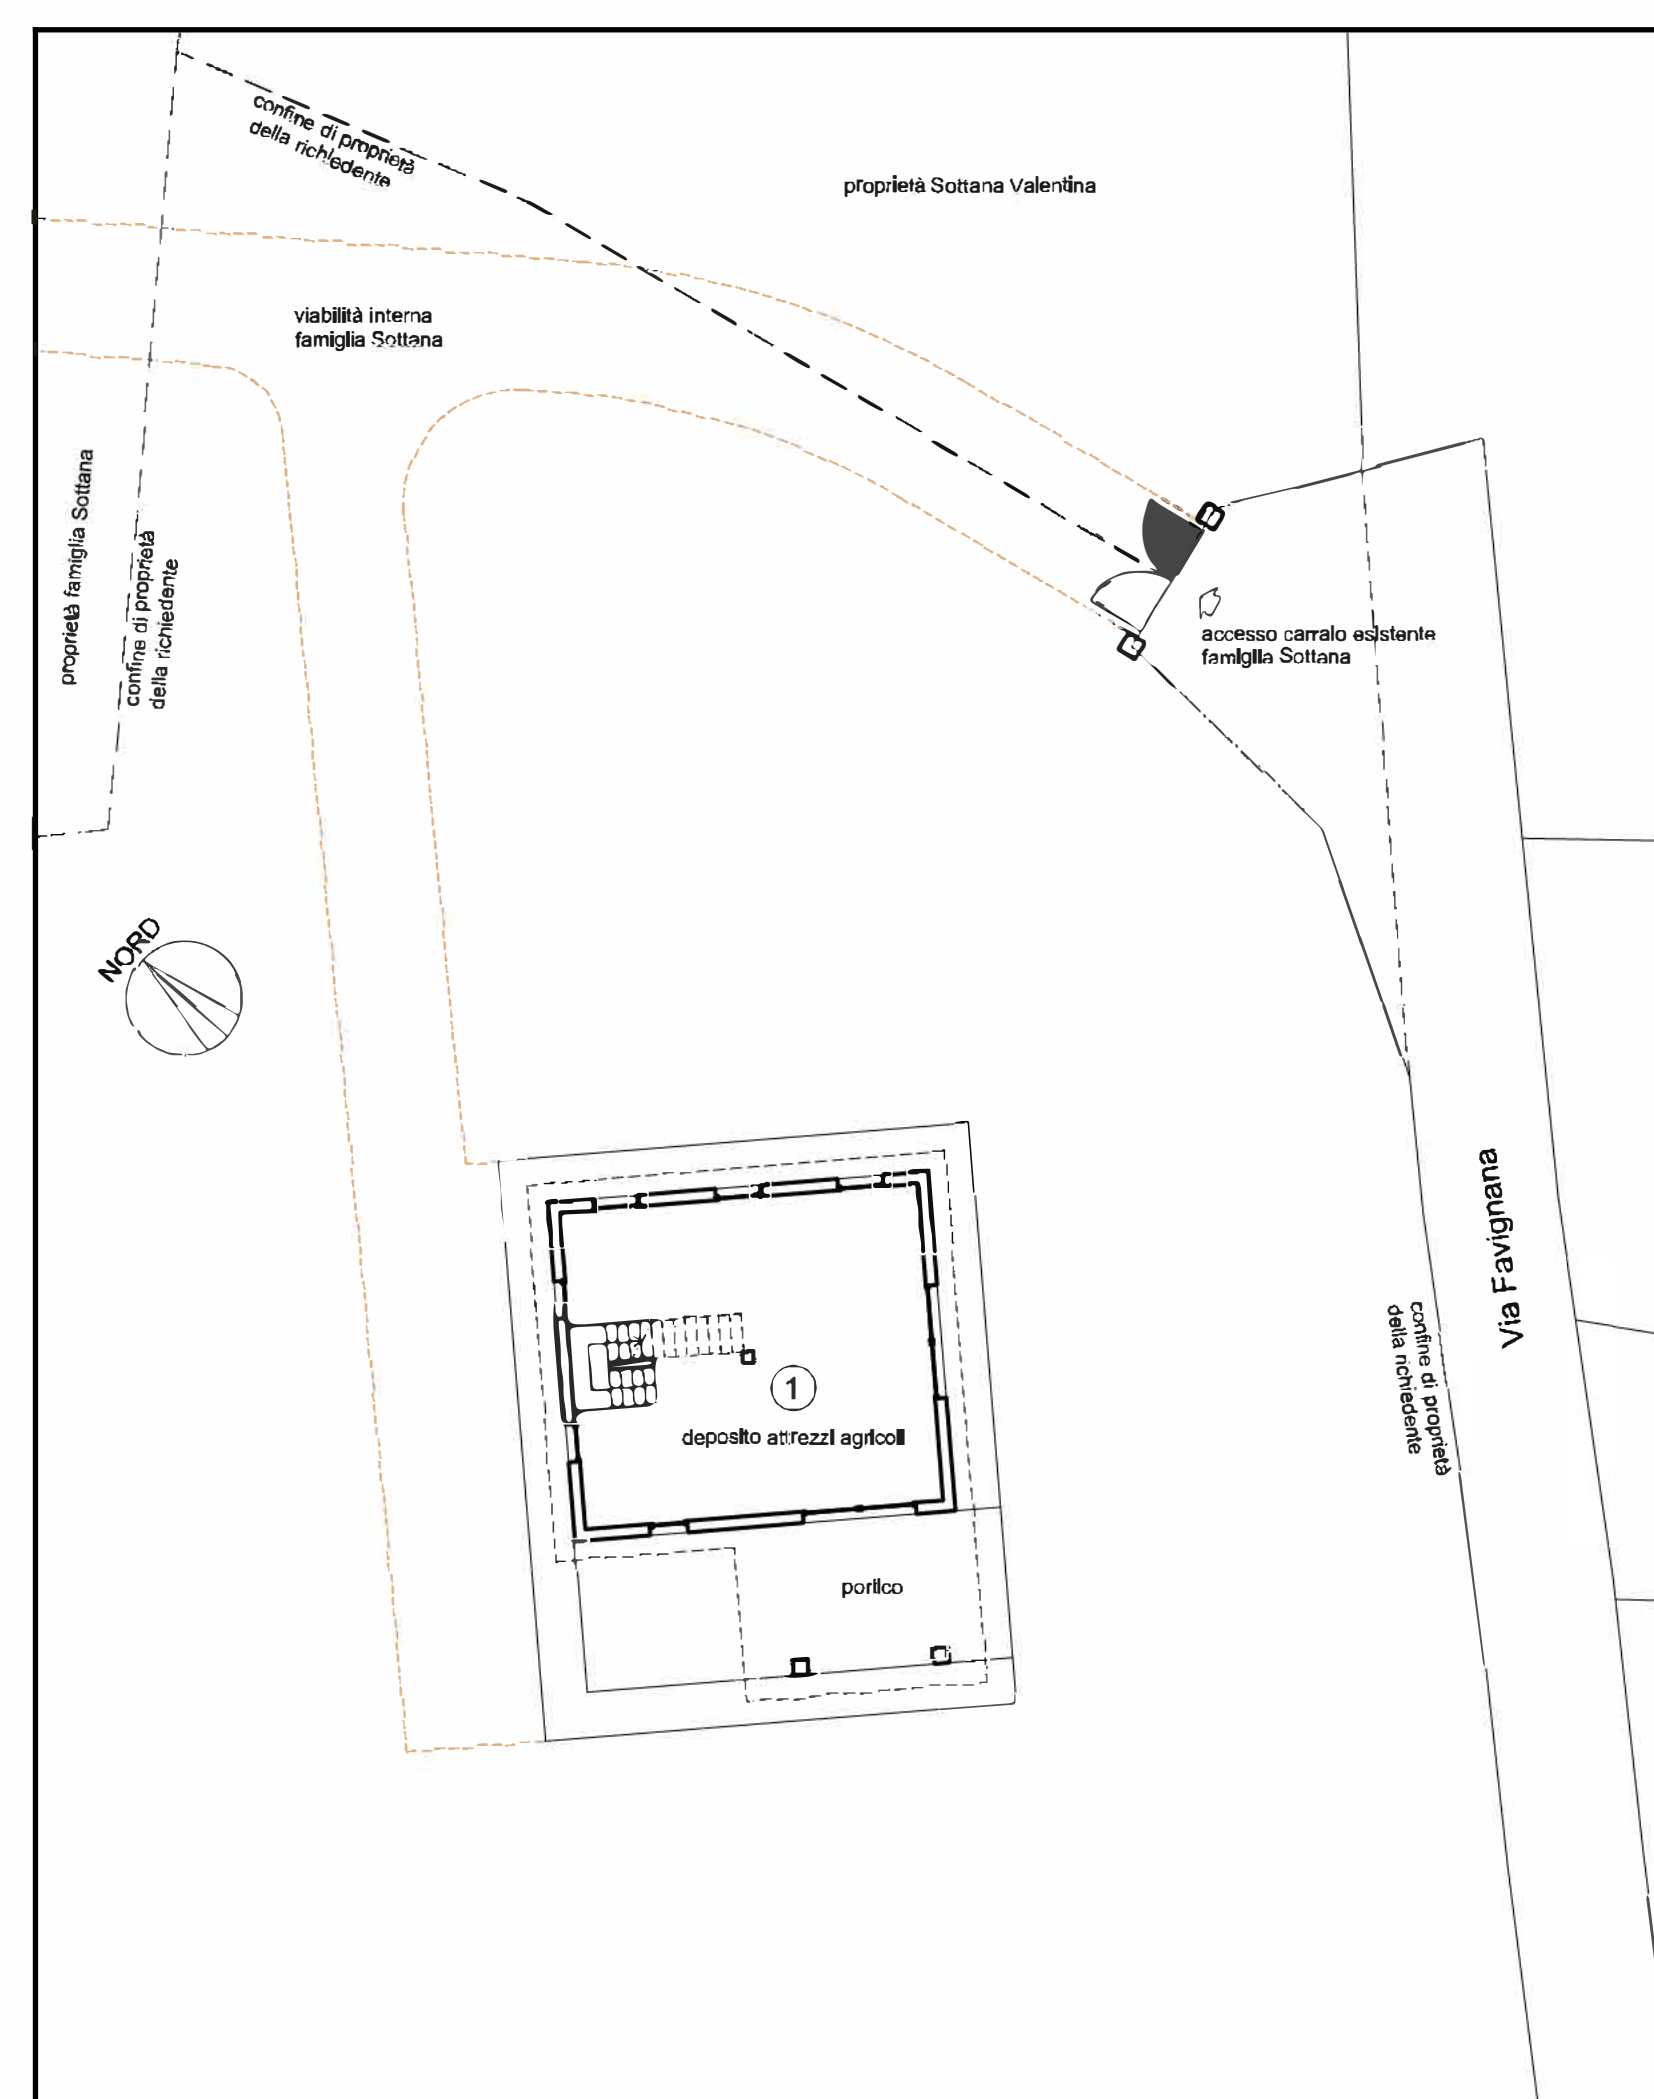 confine di proprietà
della richiedente
proprietà Sottana Valentina
viabilità interna
famiglia Sottana
proprietà famiglia Sottana
confine di proprietà
della richiedente
accesso carraio esistente
famiglia Sottana
NORD
Via Favignana
confine di proprietà
della richiedente
1
deposito attrezzi agricoli
portico